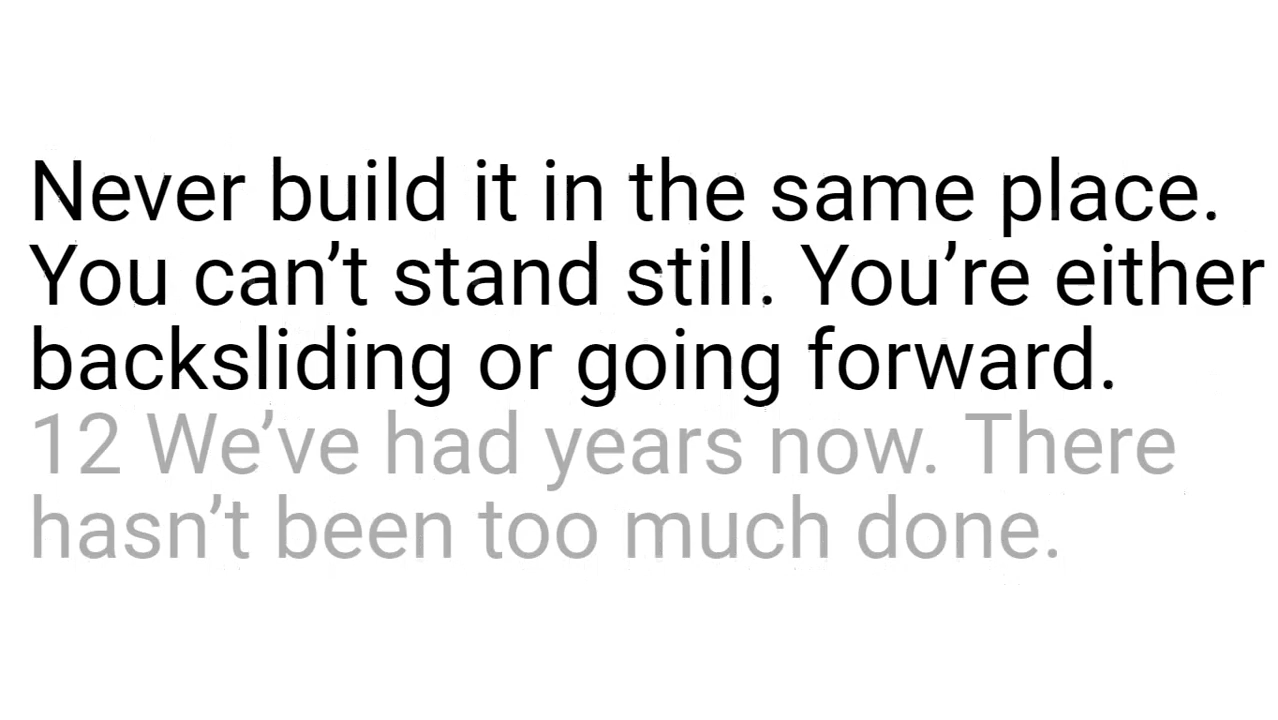 Never build it in the same place.
You can’t stand still. You’re either
backsliding or going forward.
12 We’ve had years now. There
hasn’t been too much done.